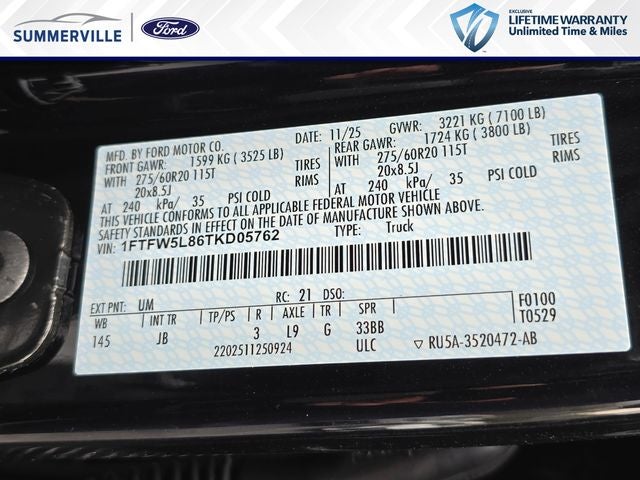 SUMMERVILLE
Ford
EXCLUSIVE
LIFETIME WARRANTY
Unlimited Time & Miles
MFD. BY FORD MOTOR CO. DATE: 11/25 GVWR: 3221 KG ( 7100 LB)
FRONT GAWR: 1599 KG ( 3525 LB) REAR GAWR: 1724 KG ( 3800 LB)
WITH 275/60R20 115T TIRES WITH 275/60R20 115T TIRES
20x8.5J RIMS 20x8.5J RIMS
AT 240 kPa/ 35 PSI COLD AT 240 kPa/ 35 PSI COLD
THIS VEHICLE CONFORMS TO ALL APPLICABLE FEDERAL MOTOR VEHICLE
SAFETY STANDARDS IN EFFECT ON THE DATE OF MANUFACTURE SHOWN ABOVE.
VIN: 1FTFW5L86TKD05762 TYPE: Truck
EXT PNT: UM RC: 21 DSO: F0100
WB INT TR TP/PS R AXLE TR SPR T0529
145 JB 3 L9 G 33BB
2202511250924 ULC ▽ RU5A-3520472-AB